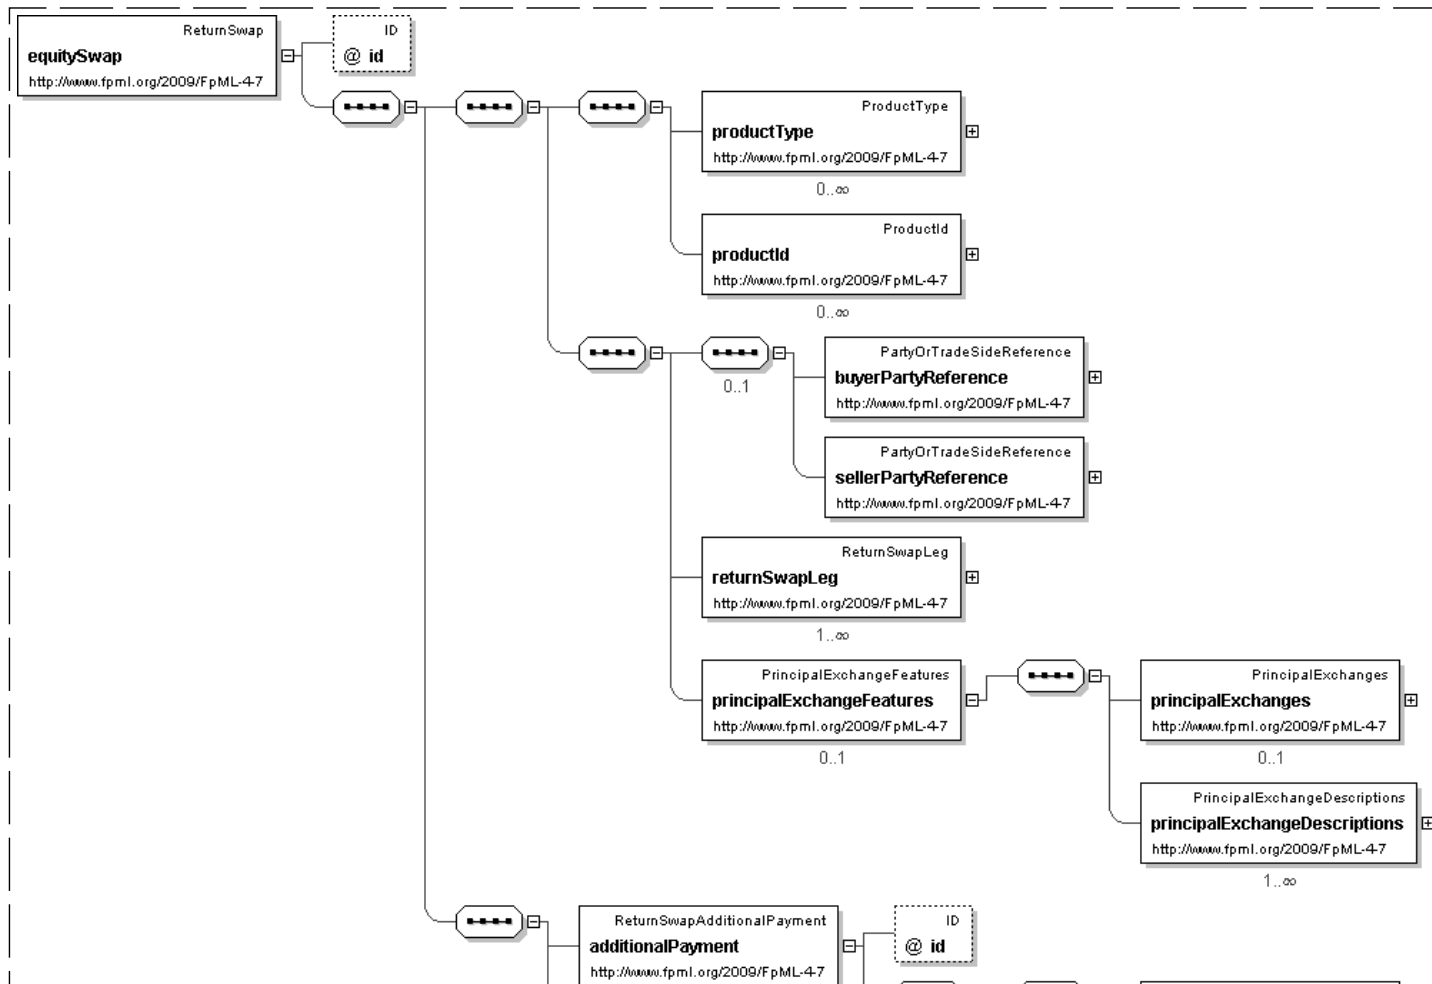 ReturnSwap
equitySwap
http://www.fpml.org/2009/FpML-4-7
ID
@ id
ProductType
productType
http://www.fpml.org/2009/FpML-4-7
0..∞
ProductId
productId
http://www.fpml.org/2009/FpML-4-7
0..∞
0..1
PartyOrTradeSideReference
buyerPartyReference
http://www.fpml.org/2009/FpML-4-7
PartyOrTradeSideReference
sellerPartyReference
http://www.fpml.org/2009/FpML-4-7
ReturnSwapLeg
returnSwapLeg
http://www.fpml.org/2009/FpML-4-7
1..∞
PrincipalExchangeFeatures
principalExchangeFeatures
http://www.fpml.org/2009/FpML-4-7
0..1
PrincipalExchanges
principalExchanges
http://www.fpml.org/2009/FpML-4-7
0..1
PrincipalExchangeDescriptions
principalExchangeDescriptions
http://www.fpml.org/2009/FpML-4-7
1..∞
ReturnSwapAdditionalPayment
additionalPayment
http://www.fpml.org/2009/FpML-4-7
ID
@ id